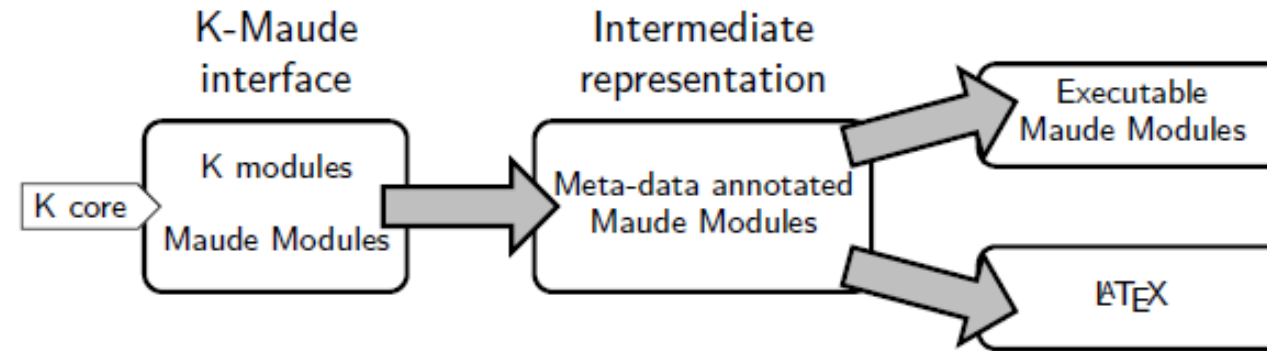 K-Maude
interface
Intermediate
representation
K core
K modules
Maude Modules
Meta-data annotated
Maude Modules
Executable
Maude Modules
LATEX